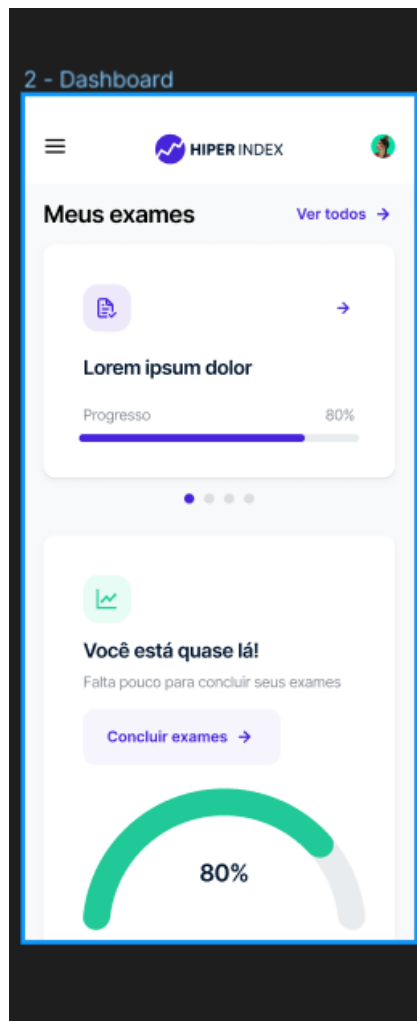 2 - Dashboard
HIPER INDEX
Meus exames
Ver todos →
Lorem ipsum dolor
Progresso
80%
Você está quase lá!
Falta pouco para concluir seus exames
Concluir exames →
80%